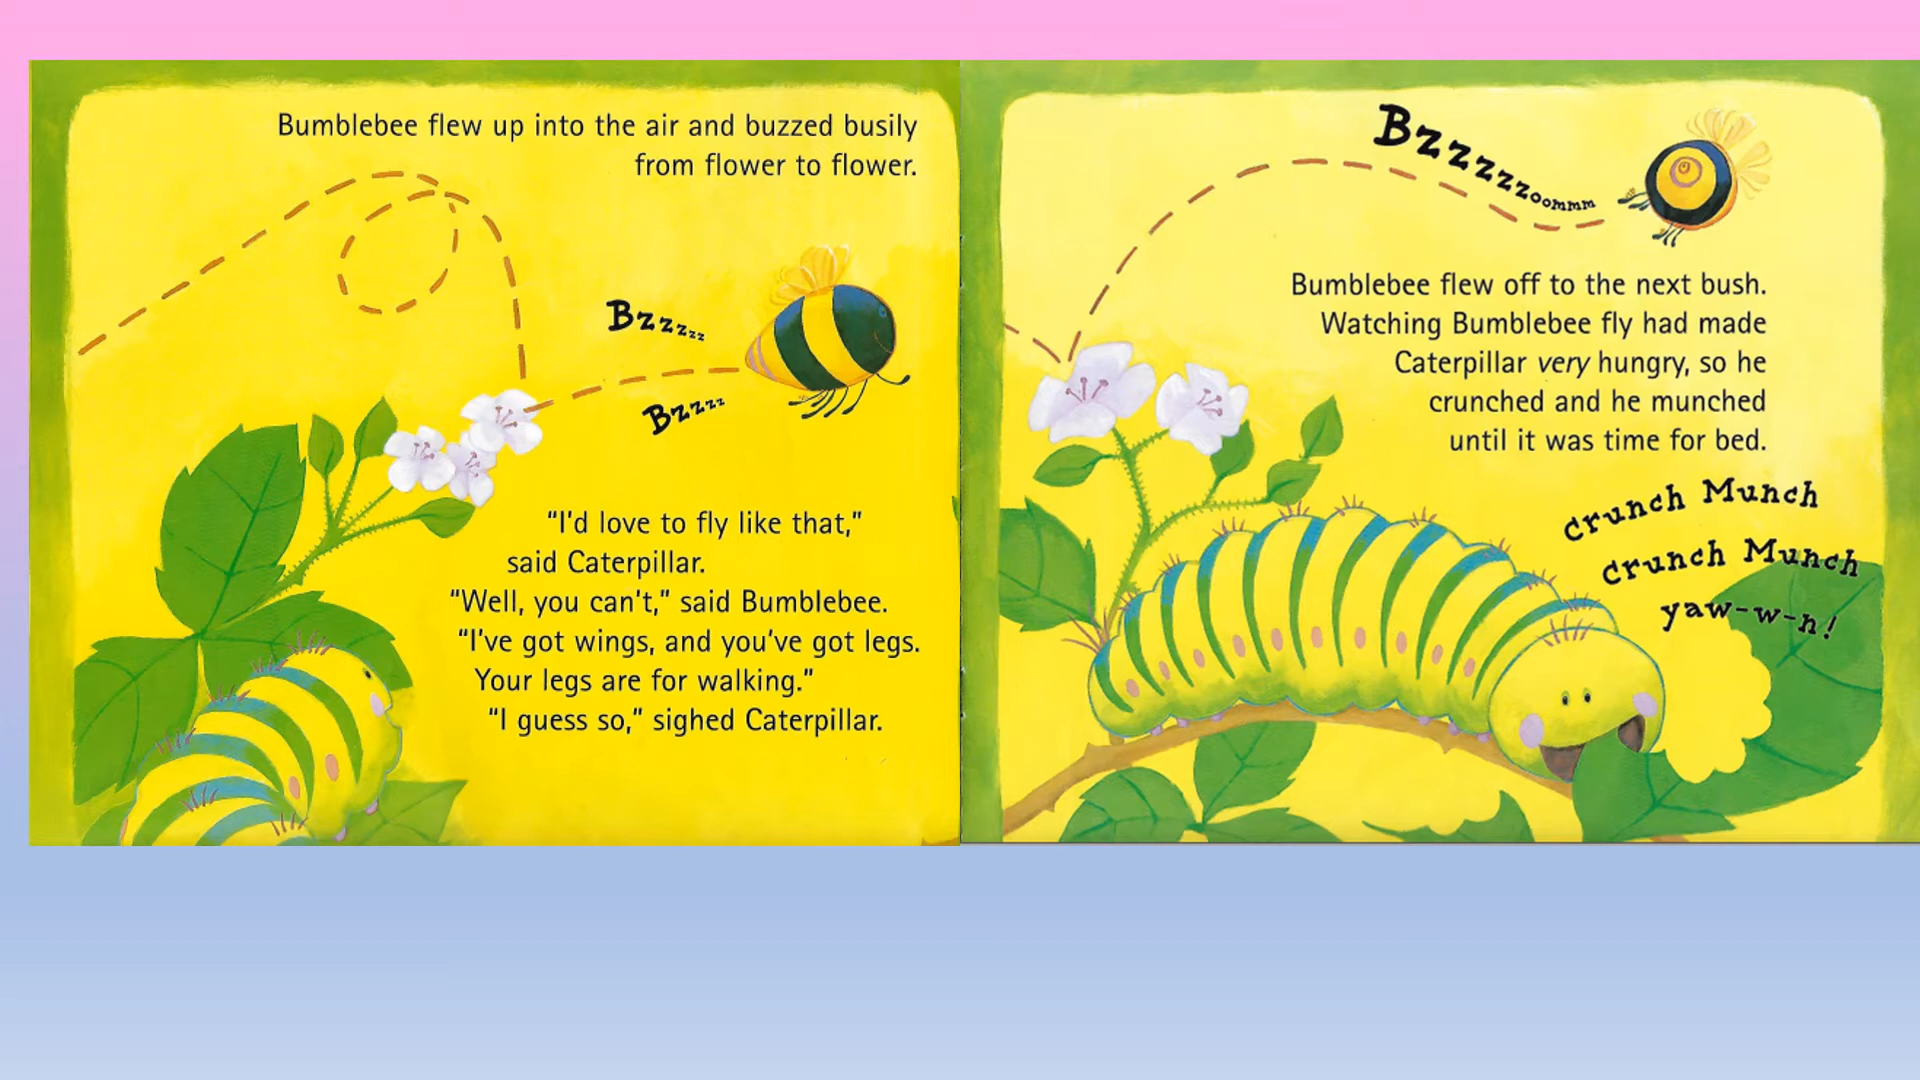 Bumblebee flew up into the air and buzzed busily
from flower to flower.
Bzzzzzz
Bzzzzz
“I’d love to fly like that,”
said Caterpillar.
“Well, you can’t,” said Bumblebee.
“I’ve got wings, and you’ve got legs.
Your legs are for walking.”
“I guess so,” sighed Caterpillar.
Bzzzzzzoommm
Bumblebee flew off to the next bush.
Watching Bumblebee fly had made
Caterpillar very hungry, so he
crunched and he munched
until it was time for bed.
crunch Munch
crunch Munch
yaw-w-n!